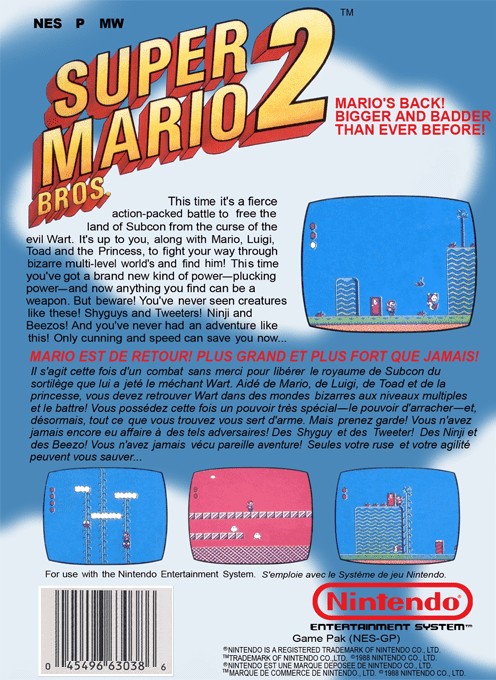 NES P MW
SUPER
MARIO 2 ™
BROS.
MARIO'S BACK!
BIGGER AND BADDER
THAN EVER BEFORE!
This time it's a fierce
action-packed battle to free the
land of Subcon from the curse of the
evil Wart. It's up to you, along with Mario, Luigi,
Toad and the Princess, to fight your way through
bizarre multi-level world's and find him! This time
you've got a brand new kind of power—plucking
power—and now anything you find can be a
weapon. But beware! You've never seen creatures
like these! Shyguys and Tweeters! Ninji and
Beezos! And you've never had an adventure like
this! Only cunning and speed can save you now...
MARIO EST DE RETOUR! PLUS GRAND ET PLUS FORT QUE JAMAIS!
Il s'agit cette fois d'un combat sans merci pour libérer le royaume de Subcon du
sortilège que lui a jeté le méchant Wart. Aidé de Mario, de Luigi, de Toad et de la
princesse, vous devez retrouver Wart dans des mondes bizarres aux niveaux multiples
et le battre! Vous possédez cette fois un pouvoir très spécial—le pouvoir d'arracher—et,
désormais, tout ce que vous trouvez vous sert d'arme. Mais prenez garde! Vous n'avez
jamais encore eu affaire à des tels adversaires! Des Shyguy et des Tweeter! Des Ninji et
des Beezo! Vous n'avez jamais vécu pareille aventure! Seules votre ruse et votre agilité
peuvent vous sauver...
For use with the Nintendo Entertainment System. S'emploie avec le Système de jeu Nintendo.
Nintendo®
ENTERTAINMENT SYSTEM™
Game Pak (NES-GP)
®NINTENDO IS A REGISTERED TRADEMARK OF NINTENDO CO., LTD.
™TRADEMARK OF NINTENDO CO., LTD. ©1988 NINTENDO CO., LTD.
®NINTENDO EST UNE MARQUE DEPOSEE DE NINTENDO CO., LTD.
™MARQUE DE COMMERCE DE NINTENDO CO., LTD. © 1988 NINTENDO CO., LTD.
0 45496 63038 6